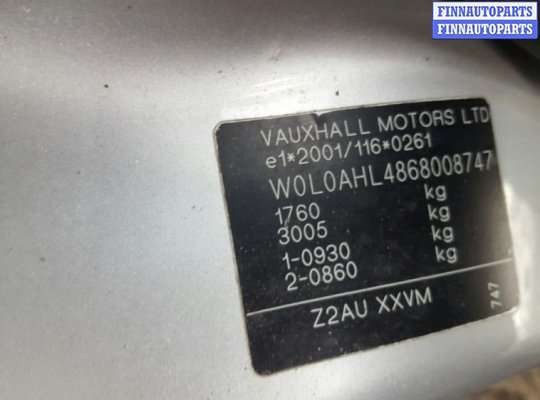 FINNAUTOPARTS
FINNAUTOPARTS
VAUXHALL MOTORS LTD
e1*2001/116*0261
W0L0AHL4868008747
1760 kg
3005 kg
1-0930 kg
2-0860 kg
Z2AU XXVM
747